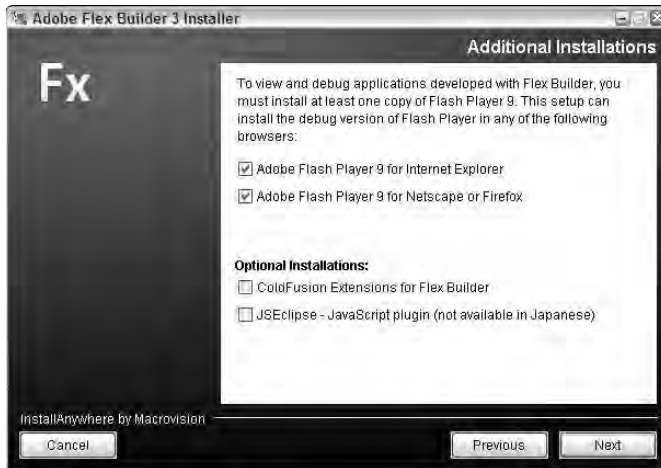 Adobe Flex Builder 3 Installer
Additional Installations
Fx
To view and debug applications developed with Flex Builder, you
must install at least one copy of Flash Player 9. This setup can
install the debug version of Flash Player in any of the following
browsers:
Adobe Flash Player 9 for Internet Explorer
Adobe Flash Player 9 for Netscape or Firefox
Optional Installations:
ColdFusion Extensions for Flex Builder
JSEclipse - JavaScript plugin (not available in Japanese)
InstallAnywhere by Macrovision
Cancel
Previous
Next